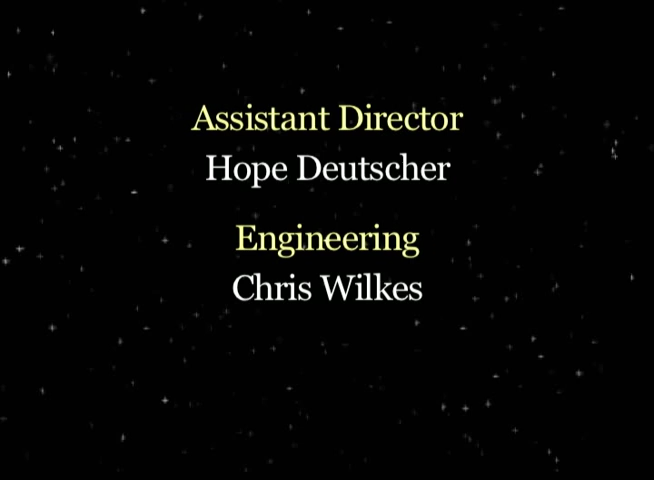 Assistant Director
Hope Deutscher
Engineering
Chris Wilkes